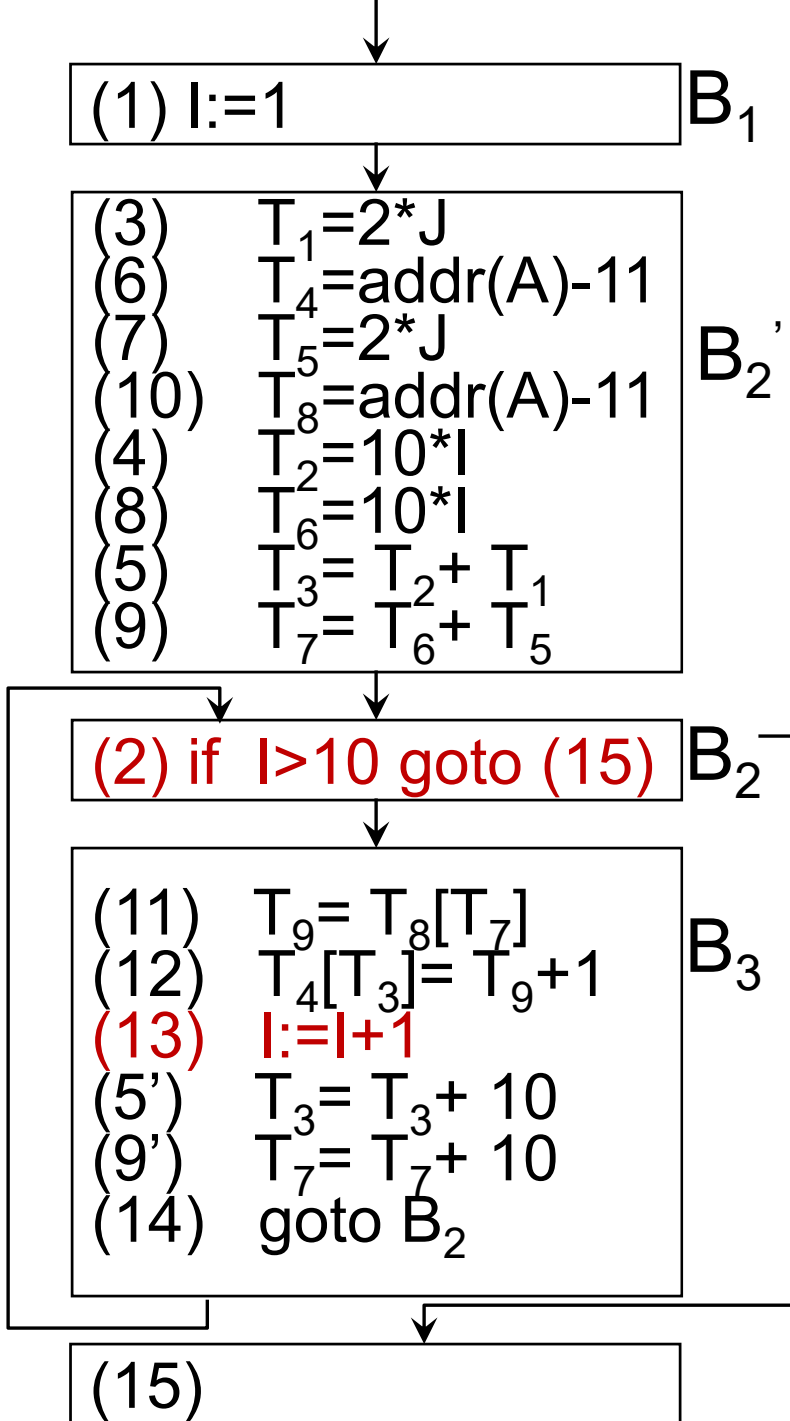 (1) I:=1 B₁
(3) T₁=2*J
(6) T₄=addr(A)-11
(7) T₅=2*J
(10) T₈=addr(A)-11
B₂’
(4) T₂=10*I
(8) T₆=10*I
(5) T₃= T₂+ T₁
(9) T₇= T₆+ T₅
(2) if I>10 goto (15) B₂
(11) T₉= T₈[T₇]
(12) T₄[T₃]= T₉+1
B₃
(13) I:=I+1
(5’) T₃= T₃+ 10
(9’) T₇= T₇+ 10
(14) goto B₂
(15)